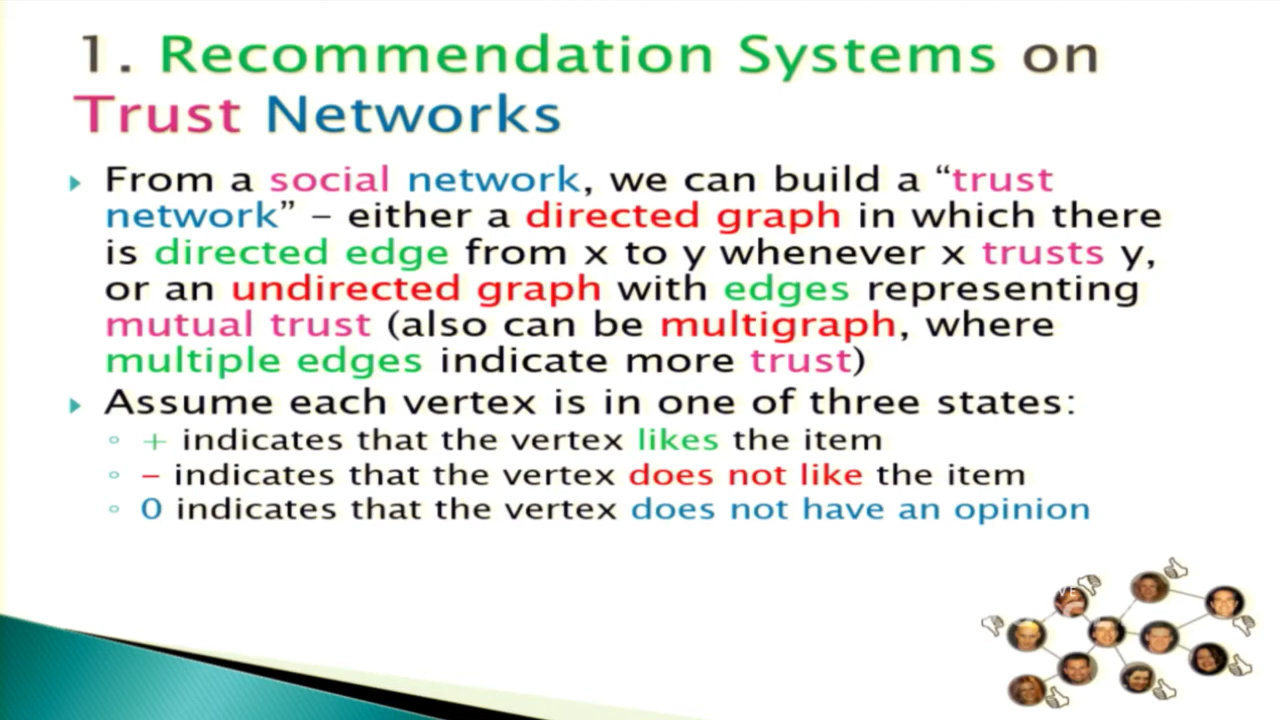 1. Recommendation Systems on
Trust Networks
From a social network, we can build a “trust
network” – either a directed graph in which there
is directed edge from x to y whenever x trusts y,
or an undirected graph with edges representing
mutual trust (also can be multigraph, where
multiple edges indicate more trust)
Assume each vertex is in one of three states:
+ indicates that the vertex likes the item
– indicates that the vertex does not like the item
0 indicates that the vertex does not have an opinion